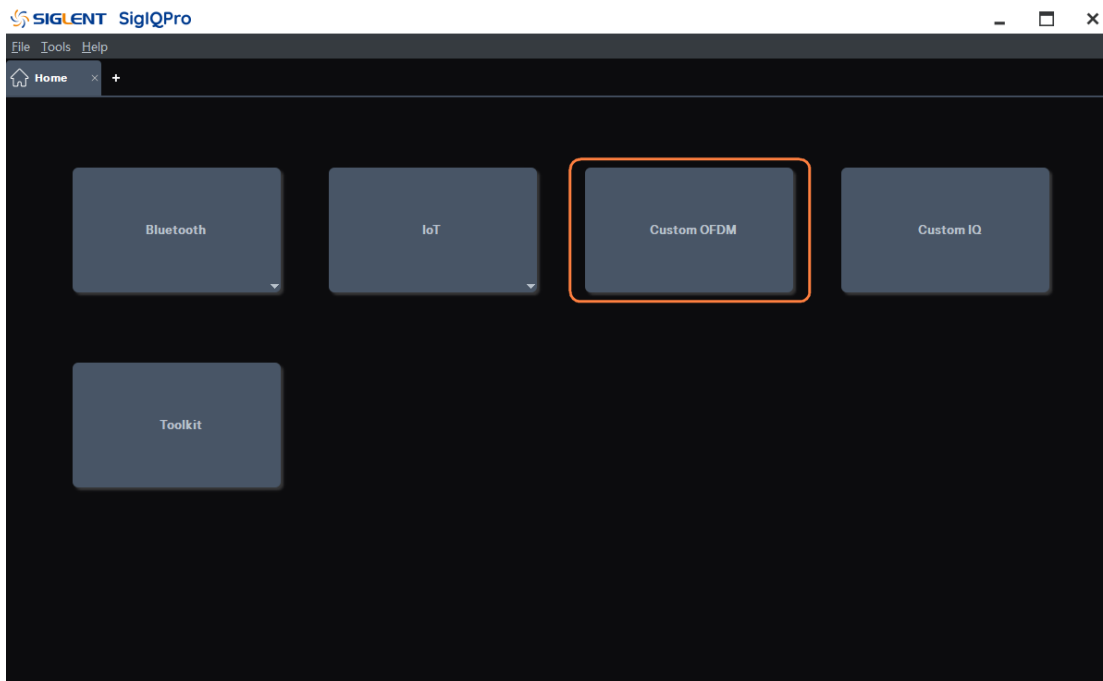 SIGLENT SigIQPro
File Tools Help
Home
Bluetooth
IoT
Custom OFDM
Custom IQ
Toolkit